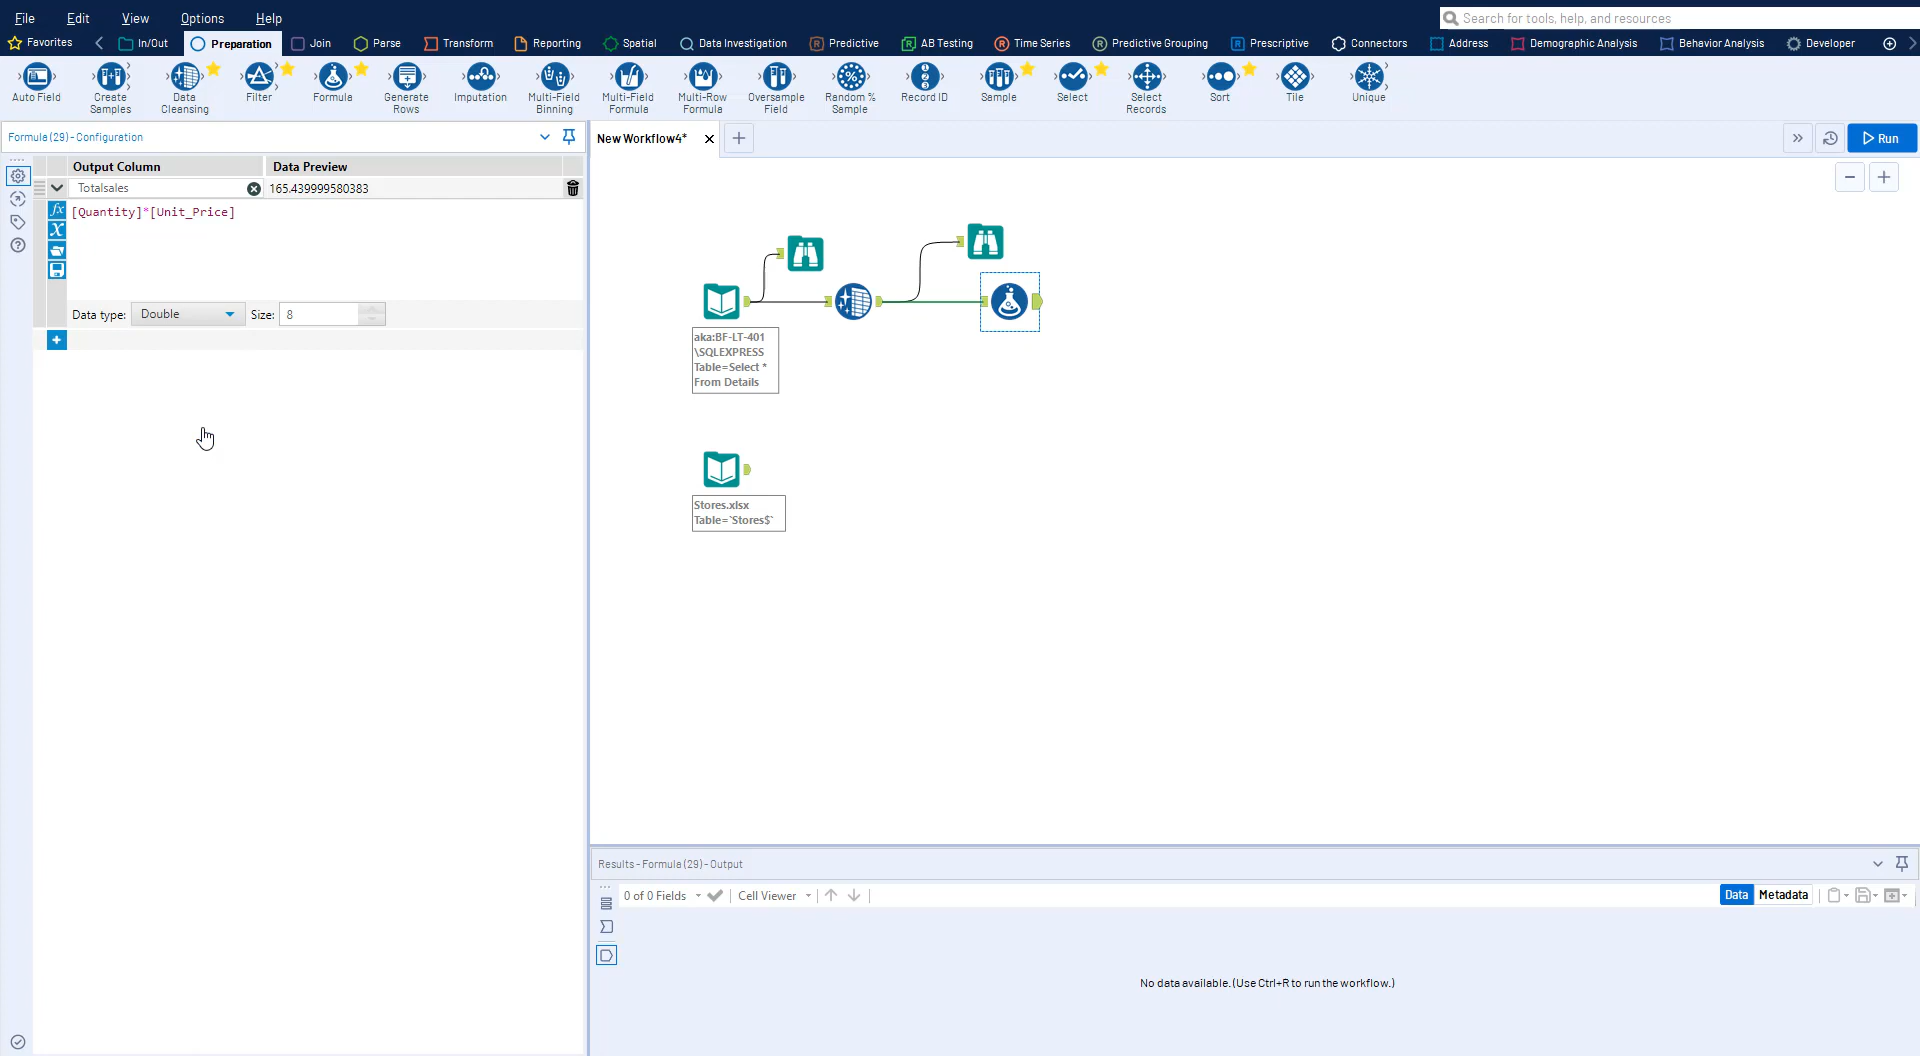 File Edit View Options Help
Search for tools, help, and resources
Favorites In/Out Preparation Join Parse Transform Reporting Spatial Data Investigation Predictive AB Testing Time Series Predictive Grouping Prescriptive Connectors Address Demographic Analysis Behavior Analysis Developer
Auto Field Create Samples Data Cleansing Filter Formula Generate Rows Imputation Multi-Field Binning Multi-Field Formula Multi-Row Formula Oversample Field Random % Sample Record ID Sample Select Select Records Sort Tile Unique
Formula (29) - Configuration
New Workflow4*
Run
Output Column Data Preview
Totalsales 165.439999580383
[Quantity]*[Unit_Price]
Data type: Double Size: 8
aka:BF-LT-401
\SQLEXPRESS
Table=Select *
From Details
Stores.xlsx
Table=`Stores$`
Results - Formula (29) - Output
0 of 0 Fields Cell Viewer Data Metadata
No data available. (Use Ctrl+R to run the workflow.)